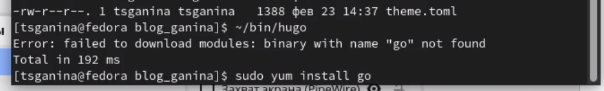 -rw-r--r--. 1 tsganina tsganina 1388 фев 23 14:37 theme.toml
[tsganina@fedora blog_ganina]$ ~/bin/hugo
Error: failed to download modules: binary with name "go" not found
Total in 192 ms
[tsganina@fedora blog_ganina]$ sudo yum install go
Захват экрана (PipeWire)